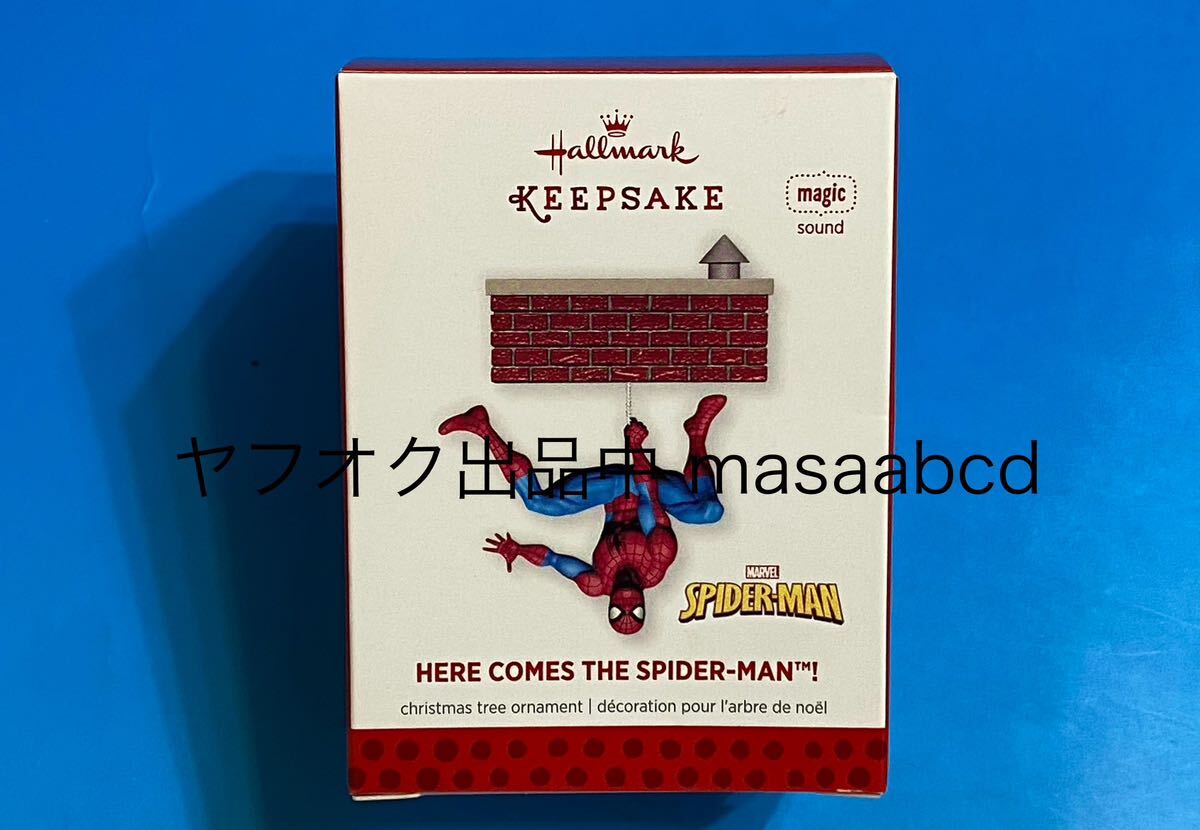 Hallmark
KEEPSAKE
magic
sound
ヤフオク出品中 masaabcd
MARVEL
SPIDER-MAN
HERE COMES THE SPIDER-MAN™!
christmas tree ornament | décoration pour l'arbre de noël